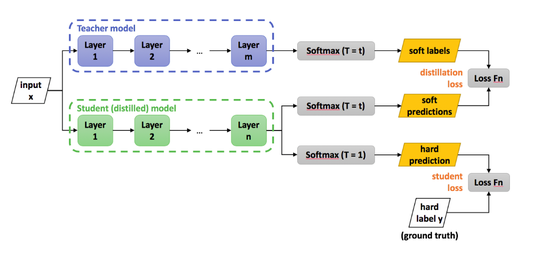 Teacher model
Layer
1
Layer
2
...
Layer
m
Softmax (T = t)
soft labels
distillation
loss
Loss Fn
input
x
Student (distilled) model
Layer
1
Layer
2
...
Layer
n
Softmax (T = t)
soft
predictions
Softmax (T = 1)
hard
prediction
student
loss
Loss Fn
hard
label y
(ground truth)